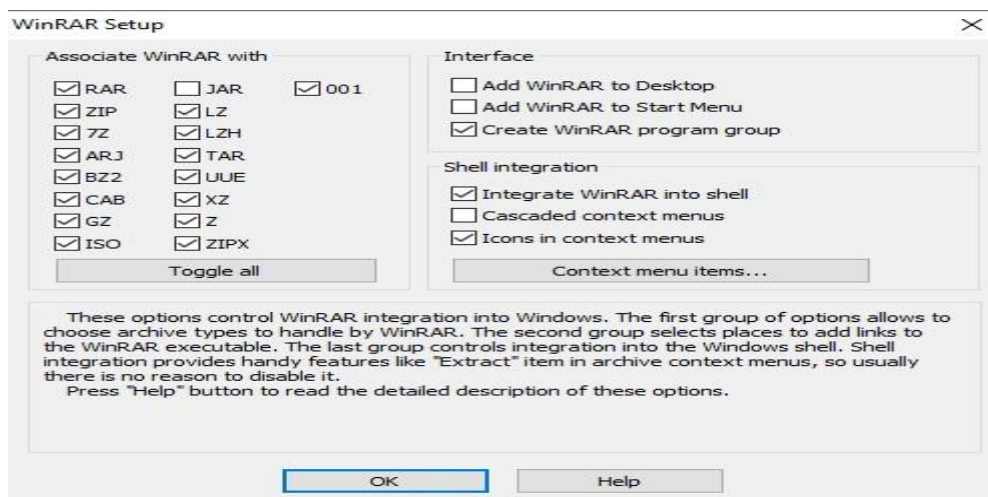 WinRAR Setup
Associate WinRAR with
RAR
ZIP
7Z
ARJ
BZ2
CAB
GZ
ISO
JAR
LZ
LZH
TAR
UUE
XZ
Z
ZIPX
001
Toggle all
Interface
Add WinRAR to Desktop
Add WinRAR to Start Menu
Create WinRAR program group
Shell integration
Integrate WinRAR into shell
Cascaded context menus
Icons in context menus
Context menu items...
These options control WinRAR integration into Windows. The first group of options allows to
choose archive types to handle by WinRAR. The second group selects places to add links to
the WinRAR executable. The last group controls integration into the Windows shell. Shell
integration provides handy features like "Extract" item in archive context menus, so usually
there is no reason to disable it.
Press "Help" button to read the detailed description of these options.
OK
Help